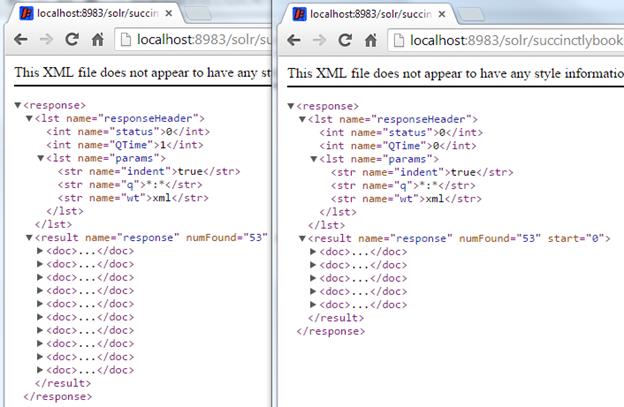 localhost:8983/solr/succin
localhost:8983/solr/su
This XML file does not appear to have any st
<response>
<lst name="responseHeader">
<int name="status">0</int>
<int name="QTime">1</int>
<lst name="params">
<str name="indent">true</str>
<str name="q">*:*</str>
<str name="wt">xml</str>
</lst>
</lst>
<result name="response" numFound="53"
<doc>...</doc>
<doc>...</doc>
<doc>...</doc>
<doc>...</doc>
<doc>...</doc>
<doc>...</doc>
<doc>...</doc>
<doc>...</doc>
<doc>...</doc>
<doc>...</doc>
</result>
</response>
localhost:8983/solr/succin
localhost:8983/solr/succinctlybook
This XML file does not appear to have any style informatio
<response>
<lst name="responseHeader">
<int name="status">0</int>
<int name="QTime">0</int>
<lst name="params">
<str name="indent">true</str>
<str name="q">*:*</str>
<str name="wt">xml</str>
</lst>
</lst>
<result name="response" numFound="53" start="0">
<doc>...</doc>
<doc>...</doc>
<doc>...</doc>
<doc>...</doc>
<doc>...</doc>
</result>
</response>